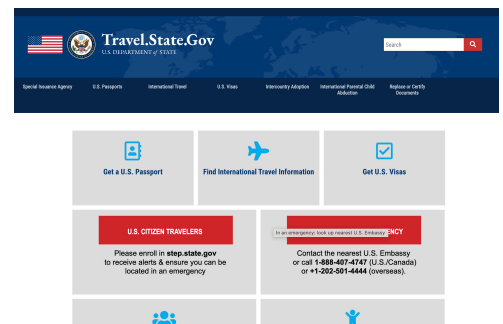 Travel.State.Gov
U.S. DEPARTMENT of STATE
Search
Special Issuance Agency
U.S. Passports
International Travel
U.S. Visas
Intercountry Adoption
International Parental Child
Abduction
Replace or Certify
Documents
Get a U.S. Passport
Find International Travel Information
Get U.S. Visas
U.S. CITIZEN TRAVELERS
Please enroll in step.state.gov
to receive alerts & ensure you can be
located in an emergency
In an emergency: look up nearest U.S. Embassy
Contact the nearest U.S. Embassy
or call 1-888-407-4747 (U.S./Canada)
or +1-202-501-4444 (overseas).